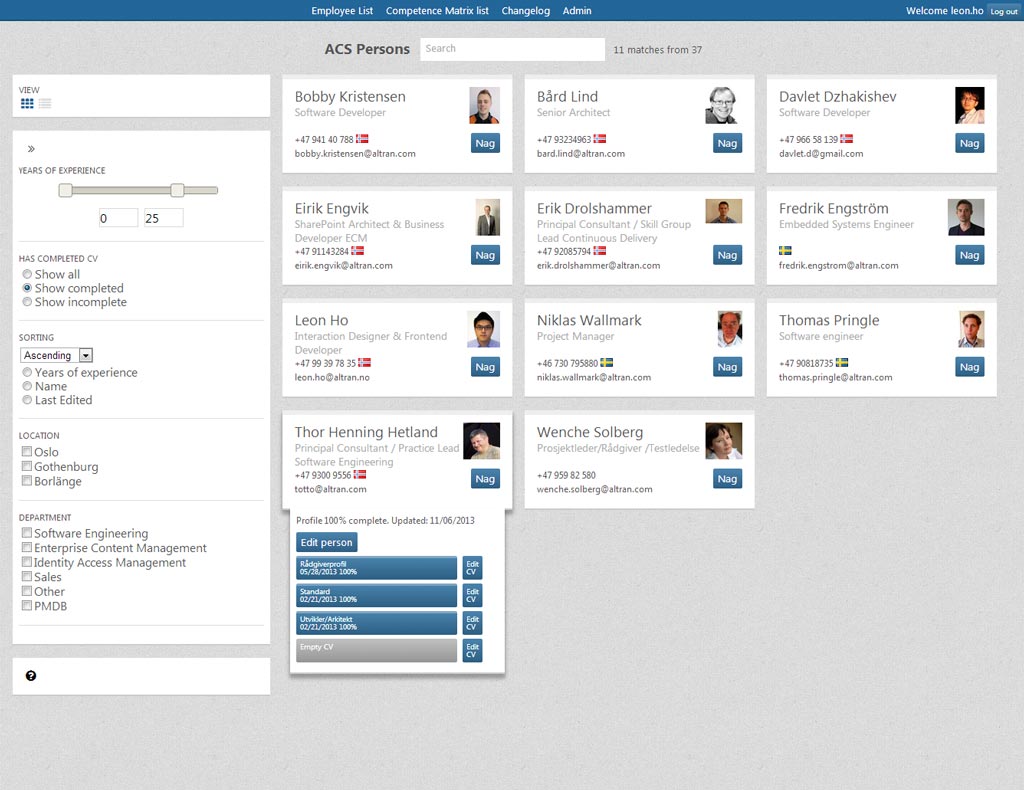 Employee List Competence Matrix list Changelog Admin Welcome leon.ho Log out
ACS Persons Search 11 matches from 37
VIEW
»
YEARS OF EXPERIENCE
0 25
HAS COMPLETED CV
Show all
Show completed
Show incomplete
SORTING
Ascending
Years of experience
Name
Last Edited
LOCATION
Oslo
Gothenburg
Borlänge
DEPARTMENT
Software Engineering
Enterprise Content Management
Identity Access Management
Sales
Other
PMDB
?
Bobby Kristensen
Software Developer
+47 941 40 788
Nag
bobby.kristensen@altran.com
Bård Lind
Senior Architect
+47 93234963
Nag
bard.lind@altran.com
Davlet Dzhakishev
Software Developer
+47 966 58 139
Nag
davlet.d@gmail.com
Eirik Engvik
SharePoint Architect & Business
Developer ECM
+47 91143284
Nag
eirik.engvik@altran.com
Erik Drolshammer
Principal Consultant / Skill Group
Lead Continuous Delivery
+47 92085794
Nag
erik.drolshammer@altran.com
Fredrik Engström
Embedded Systems Engineer
Nag
fredrik.engstrom@altran.com
Leon Ho
Interaction Designer & Frontend
Developer
+47 99 39 78 35
Nag
leon.ho@altran.no
Niklas Wallmark
Project Manager
+46 730 795880
Nag
niklas.wallmark@altran.com
Thomas Pringle
Software engineer
+47 90818735
Nag
thomas.pringle@altran.com
Thor Henning Hetland
Principal Consultant / Practice Lead
Software Engineering
+47 9300 9556
Nag
totto@altran.com
Profile 100% complete. Updated: 11/06/2013
Edit person
Rådgiverprofil
05/28/2013 100%
Edit
CV
Standard
02/21/2013 100%
Edit
CV
Utvikler/Arkitekt
02/21/2013 100%
Edit
CV
Empty CV
Edit
CV
Wenche Solberg
Prosjektleder/Rådgiver /Testledelse
+47 959 82 580
Nag
wenche.solberg@altran.com